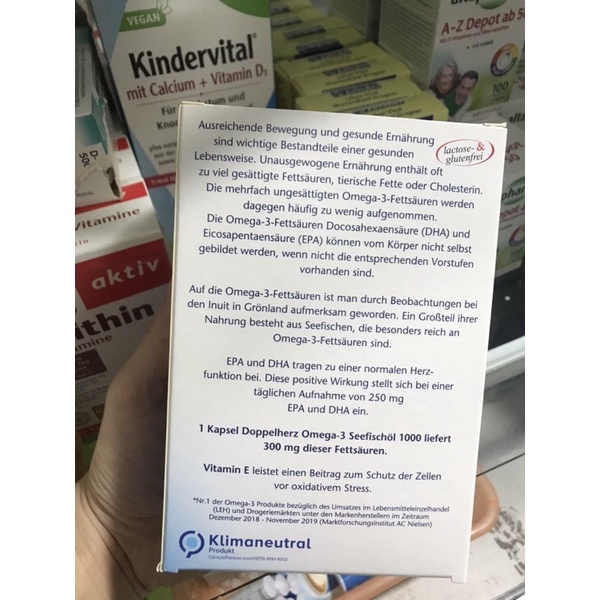 VEGAN
Kindervital®
mit Calcium + Vitamin D3
A-Z Depot ab 50
100
Vitamine
aktiv
Ausreichende Bewegung und gesunde Ernährung
sind wichtige Bestandteile einer gesunden
Lebensweise. Unausgewogene Ernährung enthält oft
zu viel gesättigte Fettsäuren, tierische Fette oder Cholesterin.
Die mehrfach ungesättigten Omega-3-Fettsäuren werden
dagegen häufig zu wenig aufgenommen.
Die Omega-3-Fettsäuren Docosahexaensäure (DHA) und
Eicosapentaensäure (EPA) können vom Körper nicht selbst
gebildet werden, wenn nicht die entsprechenden Vorstufen
vorhanden sind.
lactose- &
glutenfrei
Auf die Omega-3-Fettsäuren ist man durch Beobachtungen bei
den Inuit in Grönland aufmerksam geworden. Ein Großteil ihrer
Nahrung besteht aus Seefischen, die besonders reich an
Omega-3-Fettsäuren sind.
EPA und DHA tragen zu einer normalen Herz-
funktion bei. Diese positive Wirkung stellt sich bei einer
täglichen Aufnahme von 250 mg
EPA und DHA ein.
1 Kapsel Doppelherz Omega-3 Seefischöl 1000 liefert
300 mg dieser Fettsäuren.
Vitamin E leistet einen Beitrag zum Schutz der Zellen
vor oxidativem Stress.
*Nr.1 der Omega-3 Produkte bezüglich des Umsatzes im Lebensmitteleinzelhandel
(LEH) und Drogeriemärkten unter den Markenherstellern im Zeitraum
Dezember 2018 - November 2019 (Marktforschungsinstitut AC Nielsen)
Klimaneutral
Produkt